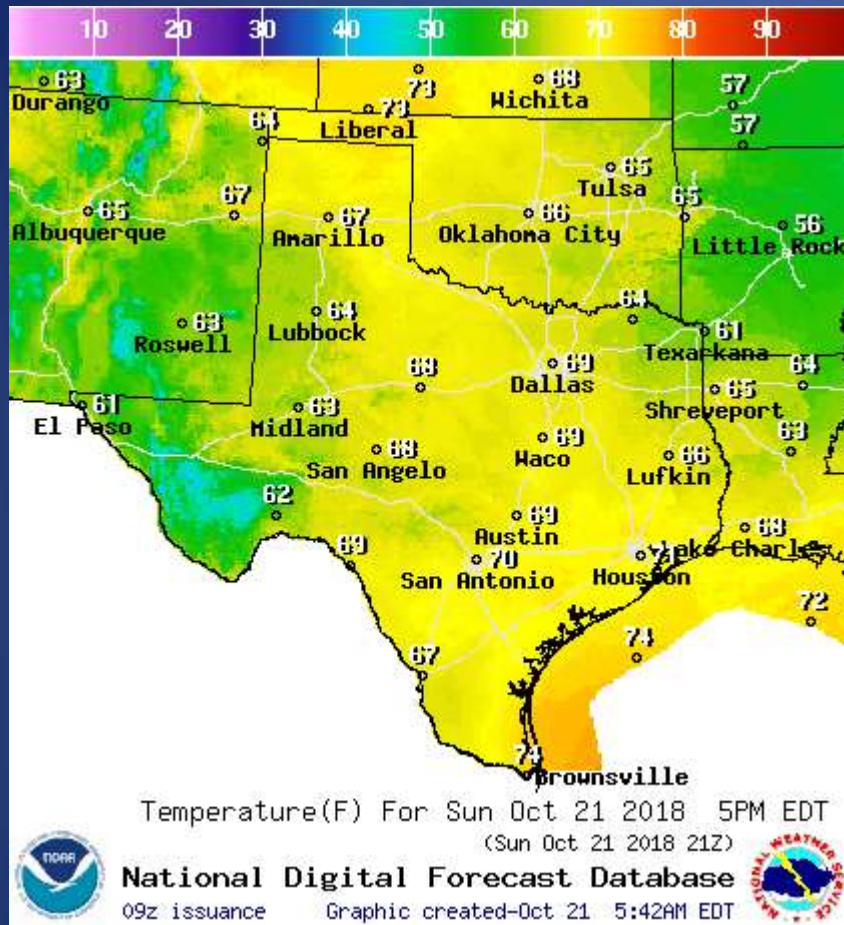 10 20 30 40 50 60 70 80 90
63
Durango
73
68
Wichita
57
73
Liberal
64
57
65
Tulsa
65
Albuquerque
67
67
Amarillo
66
Oklahoma City
65
56
Little Rock
63
Roswell
64
Lubbock
64
61
Texarkana
69
Dallas
68
65
Shreveport
64
61
El Paso
63
Midland
68
San Angelo
69
Waco
66
Lufkin
63
62
69
Austin
68
Lake Charles
69
70
San Antonio
Houston
72
74
67
74
Brownsville
Temperature(F) For Sun Oct 21 2018 5PM EDT
(Sun Oct 21 2018 21Z)
National Digital Forecast Database
09z issuance Graphic created-Oct 21 5:42AM EDT
NOAA
NATIONAL WEATHER SERVICE